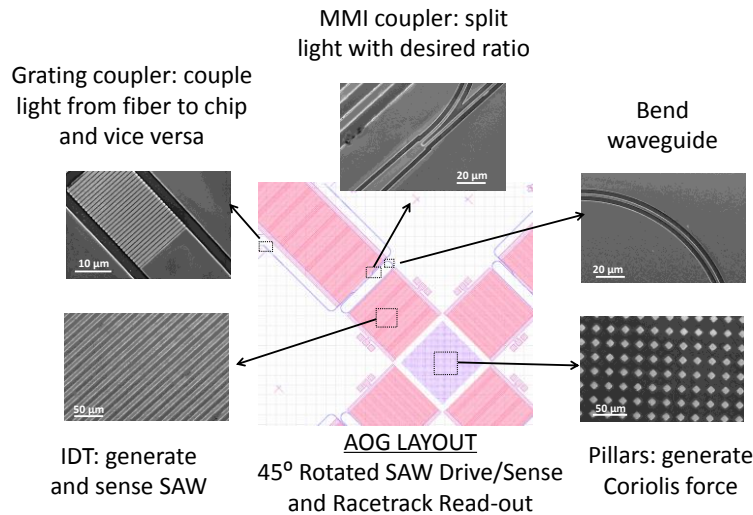 MMI coupler: split
light with desired ratio
Grating coupler: couple
light from fiber to chip
and vice versa
Bend
waveguide
20 μm
10 μm
20 μm
50 μm
50 μm
IDT: generate
and sense SAW
AOG LAYOUT
45⁰ Rotated SAW Drive/Sense
and Racetrack Read-out
Pillars: generate
Coriolis force